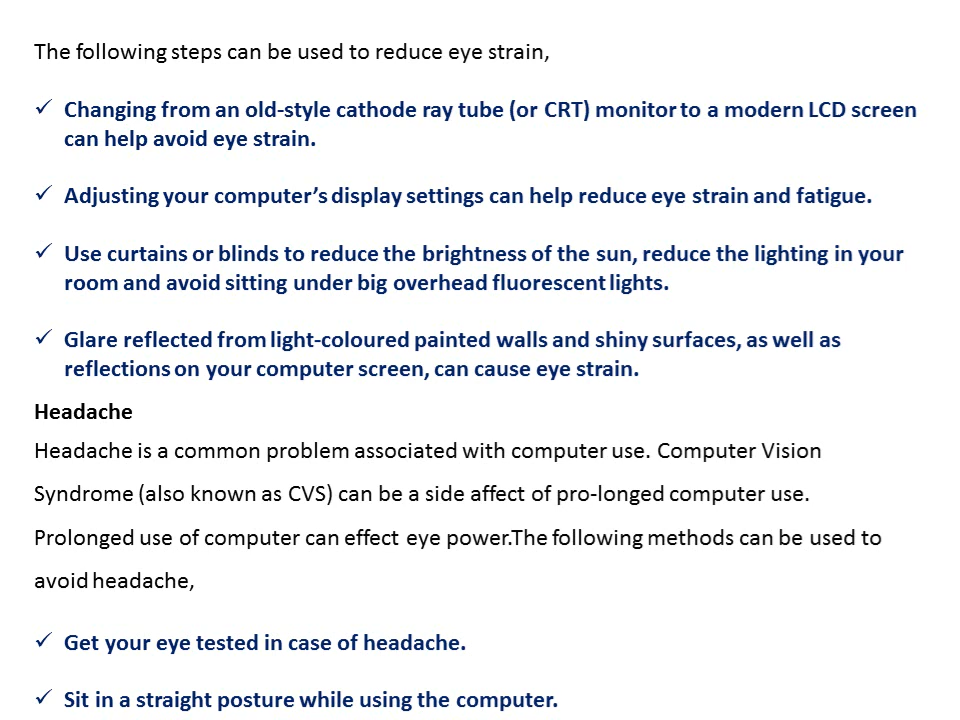 The following steps can be used to reduce eye strain,
✓ Changing from an old-style cathode ray tube (or CRT) monitor to a modern LCD screen
can help avoid eye strain.
✓ Adjusting your computer’s display settings can help reduce eye strain and fatigue.
✓ Use curtains or blinds to reduce the brightness of the sun, reduce the lighting in your
room and avoid sitting under big overhead fluorescent lights.
✓ Glare reflected from light-coloured painted walls and shiny surfaces, as well as
reflections on your computer screen, can cause eye strain.
Headache
Headache is a common problem associated with computer use. Computer Vision
Syndrome (also known as CVS) can be a side affect of pro-longed computer use.
Prolonged use of computer can effect eye power.The following methods can be used to
avoid headache,
✓ Get your eye tested in case of headache.
✓ Sit in a straight posture while using the computer.